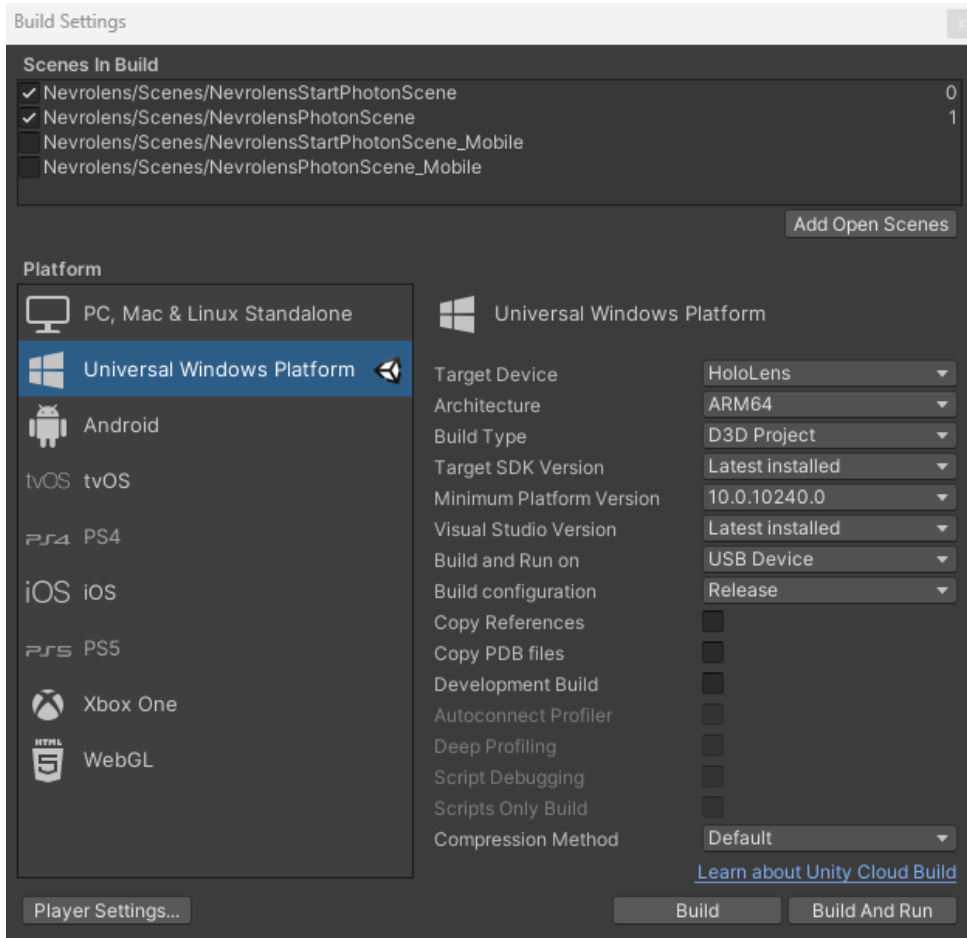 Build Settings
x
Scenes In Build
Nevrolens/Scenes/NevrolensStartPhotonScene 0
Nevrolens/Scenes/NevrolensPhotonScene 1
Nevrolens/Scenes/NevrolensStartPhotonScene_Mobile
Nevrolens/Scenes/NevrolensPhotonScene_Mobile
Add Open Scenes
Platform
PC, Mac & Linux Standalone
Universal Windows Platform
Android
tvOS tvOS
PS4 PS4
iOS iOS
PS5 PS5
Xbox One
HTML
5
WebGL
Universal Windows Platform
Target Device HoloLens
Architecture ARM64
Build Type D3D Project
Target SDK Version Latest installed
Minimum Platform Version 10.0.10240.0
Visual Studio Version Latest installed
Build and Run on USB Device
Build configuration Release
Copy References
Copy PDB files
Development Build
Autoconnect Profiler
Deep Profiling
Script Debugging
Scripts Only Build
Compression Method Default
Learn about Unity Cloud Build
Player Settings... Build Build And Run